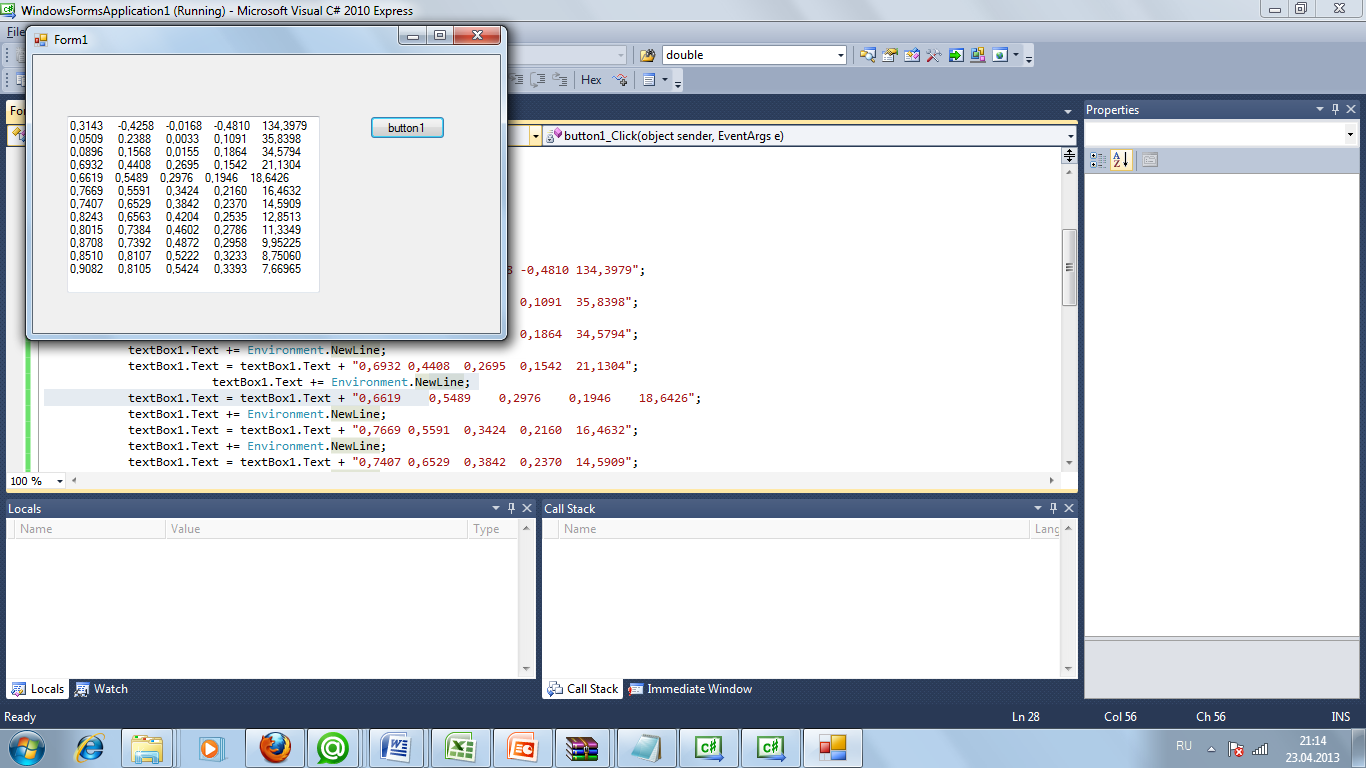 WindowsFormsApplication1 (Running) - Microsoft Visual C# 2010 Express
File
Form1
double
Hex
For
button1_Click(object sender, EventArgs e)
Properties
0,3143 -0,4258 -0,0168 -0,4810 134,3979
0,0509 0,2388 0,0033 0,1091 35,8398
0,0896 0,1568 0,0155 0,1864 34,5794
0,6932 0,4408 0,2695 0,1542 21,1304
0,6619 0,5489 0,2976 0,1946 18,6426
0,7669 0,5591 0,3424 0,2160 16,4632
0,7407 0,6529 0,3842 0,2370 14,5909
0,8243 0,6563 0,4204 0,2535 12,8513
0,8015 0,7384 0,4602 0,2786 11,3349
0,8708 0,7392 0,4872 0,2958 9,95225
0,8510 0,8107 0,5222 0,3233 8,75060
0,9082 0,8105 0,5424 0,3393 7,66965
button1
8 -0,4810 134,3979";
0,1091 35,8398";
0,1864 34,5794";
textBox1.Text += Environment.NewLine;
textBox1.Text = textBox1.Text + "0,6932 0,4408 0,2695 0,1542 21,1304";
textBox1.Text += Environment.NewLine;
textBox1.Text = textBox1.Text + "0,6619 0,5489 0,2976 0,1946 18,6426";
textBox1.Text += Environment.NewLine;
textBox1.Text = textBox1.Text + "0,7669 0,5591 0,3424 0,2160 16,4632";
textBox1.Text += Environment.NewLine;
textBox1.Text = textBox1.Text + "0,7407 0,6529 0,3842 0,2370 14,5909";
100 %
Locals
Name Value Type
Call Stack
Name Lang
Locals Watch
Call Stack Immediate Window
Ready Ln 28 Col 56 Ch 56 INS
RU
21:14
23.04.2013